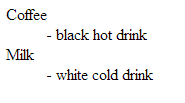 Coffee
- black hot drink
Milk
- white cold drink